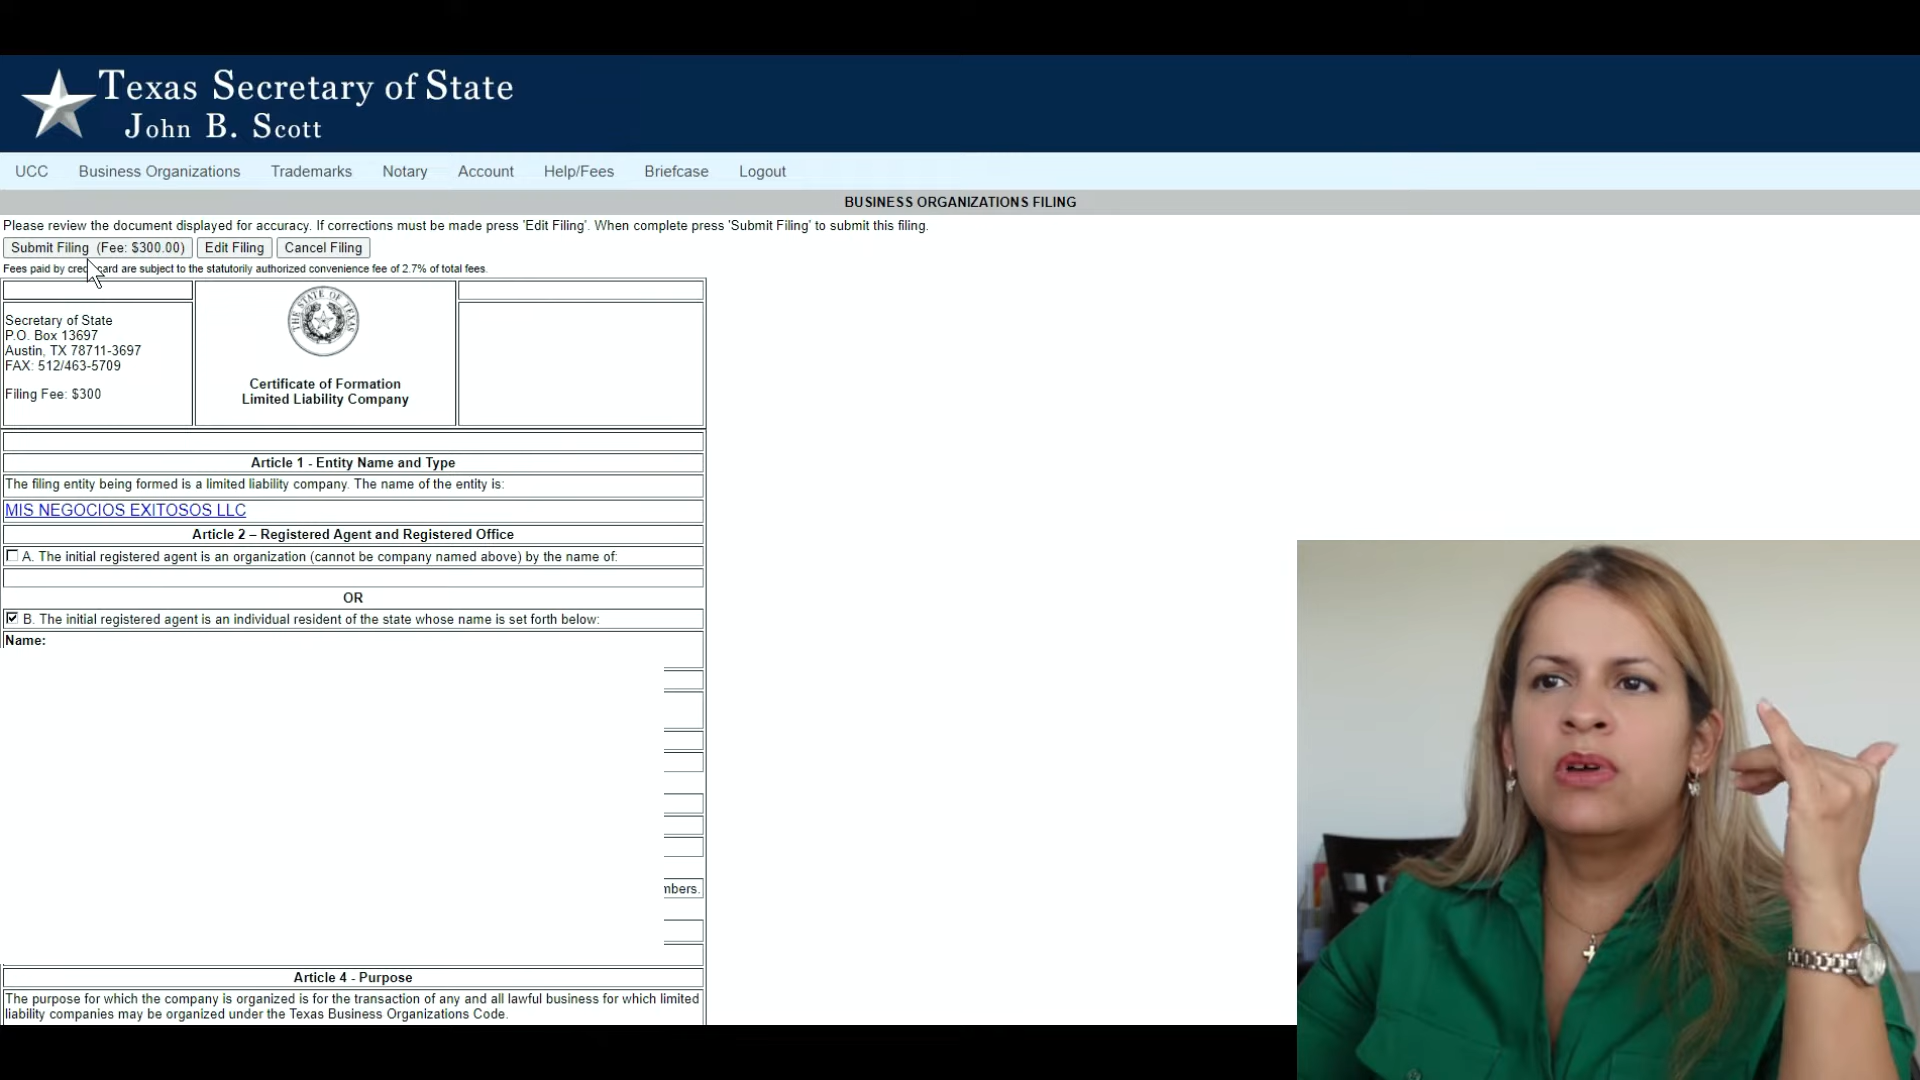 Texas Secretary of State
John B. Scott
UCC Business Organizations Trademarks Notary Account Help/Fees Briefcase Logout
BUSINESS ORGANIZATIONS FILING
Please review the document displayed for accuracy. If corrections must be made press 'Edit Filing'. When complete press 'Submit Filing' to submit this filing.
Submit Filing (Fee: $300.00) Edit Filing Cancel Filing
Fees paid by credit card are subject to the statutorily authorized convenience fee of 2.7% of total fees.
Secretary of State
P.O. Box 13697
Austin, TX 78711-3697
FAX: 512/463-5709
Filing Fee: $300
THE STATE OF TEXAS
Certificate of Formation
Limited Liability Company
Article 1 - Entity Name and Type
The filing entity being formed is a limited liability company. The name of the entity is:
MIS NEGOCIOS EXITOSOS LLC
Article 2 – Registered Agent and Registered Office
A. The initial registered agent is an organization (cannot be company named above) by the name of:
OR
B. The initial registered agent is an individual resident of the state whose name is set forth below:
Name:
mbers.
Article 4 - Purpose
The purpose for which the company is organized is for the transaction of any and all lawful business for which limited
liability companies may be organized under the Texas Business Organizations Code.